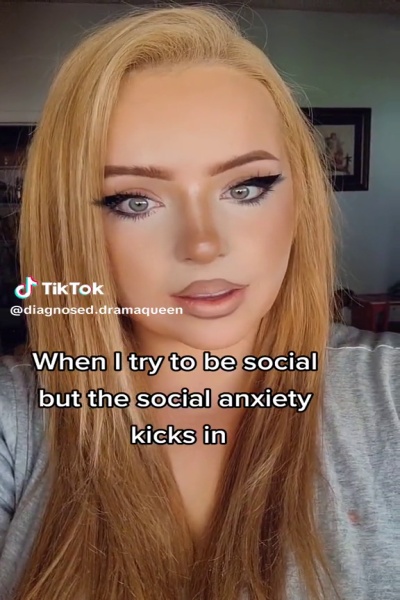 TikTok
@diagnosed.dramaqueen
When I try to be social
but the social anxiety
kicks in